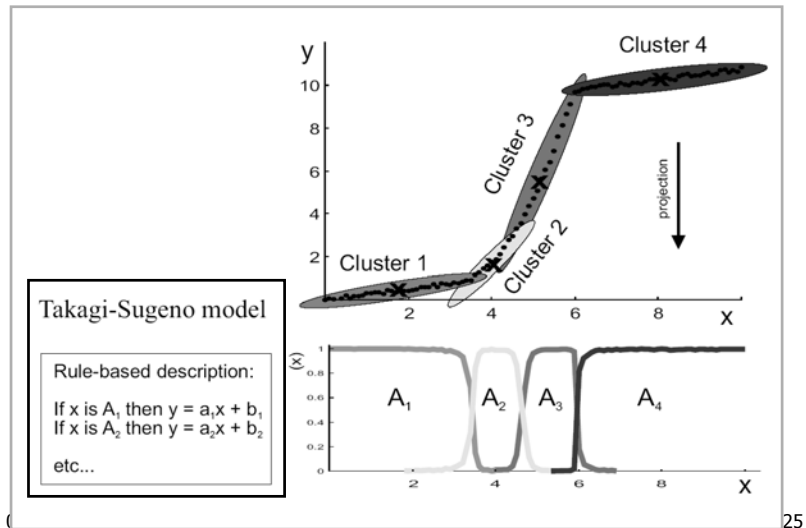 y
Cluster 4
10
8
6
4
2
Cluster 3
projection
Cluster 1
Cluster 2
2 4 6 8 X
Takagi-Sugeno model
Rule-based description:
If x is A₁ then y = a₁x + b₁
If x is A₂ then y = a₂x + b₂
etc...
(x)
1
0.8
0.6
0.4
0.2
0
A₁ A₂ A₃ A₄
2 4 6 8 10 X
25